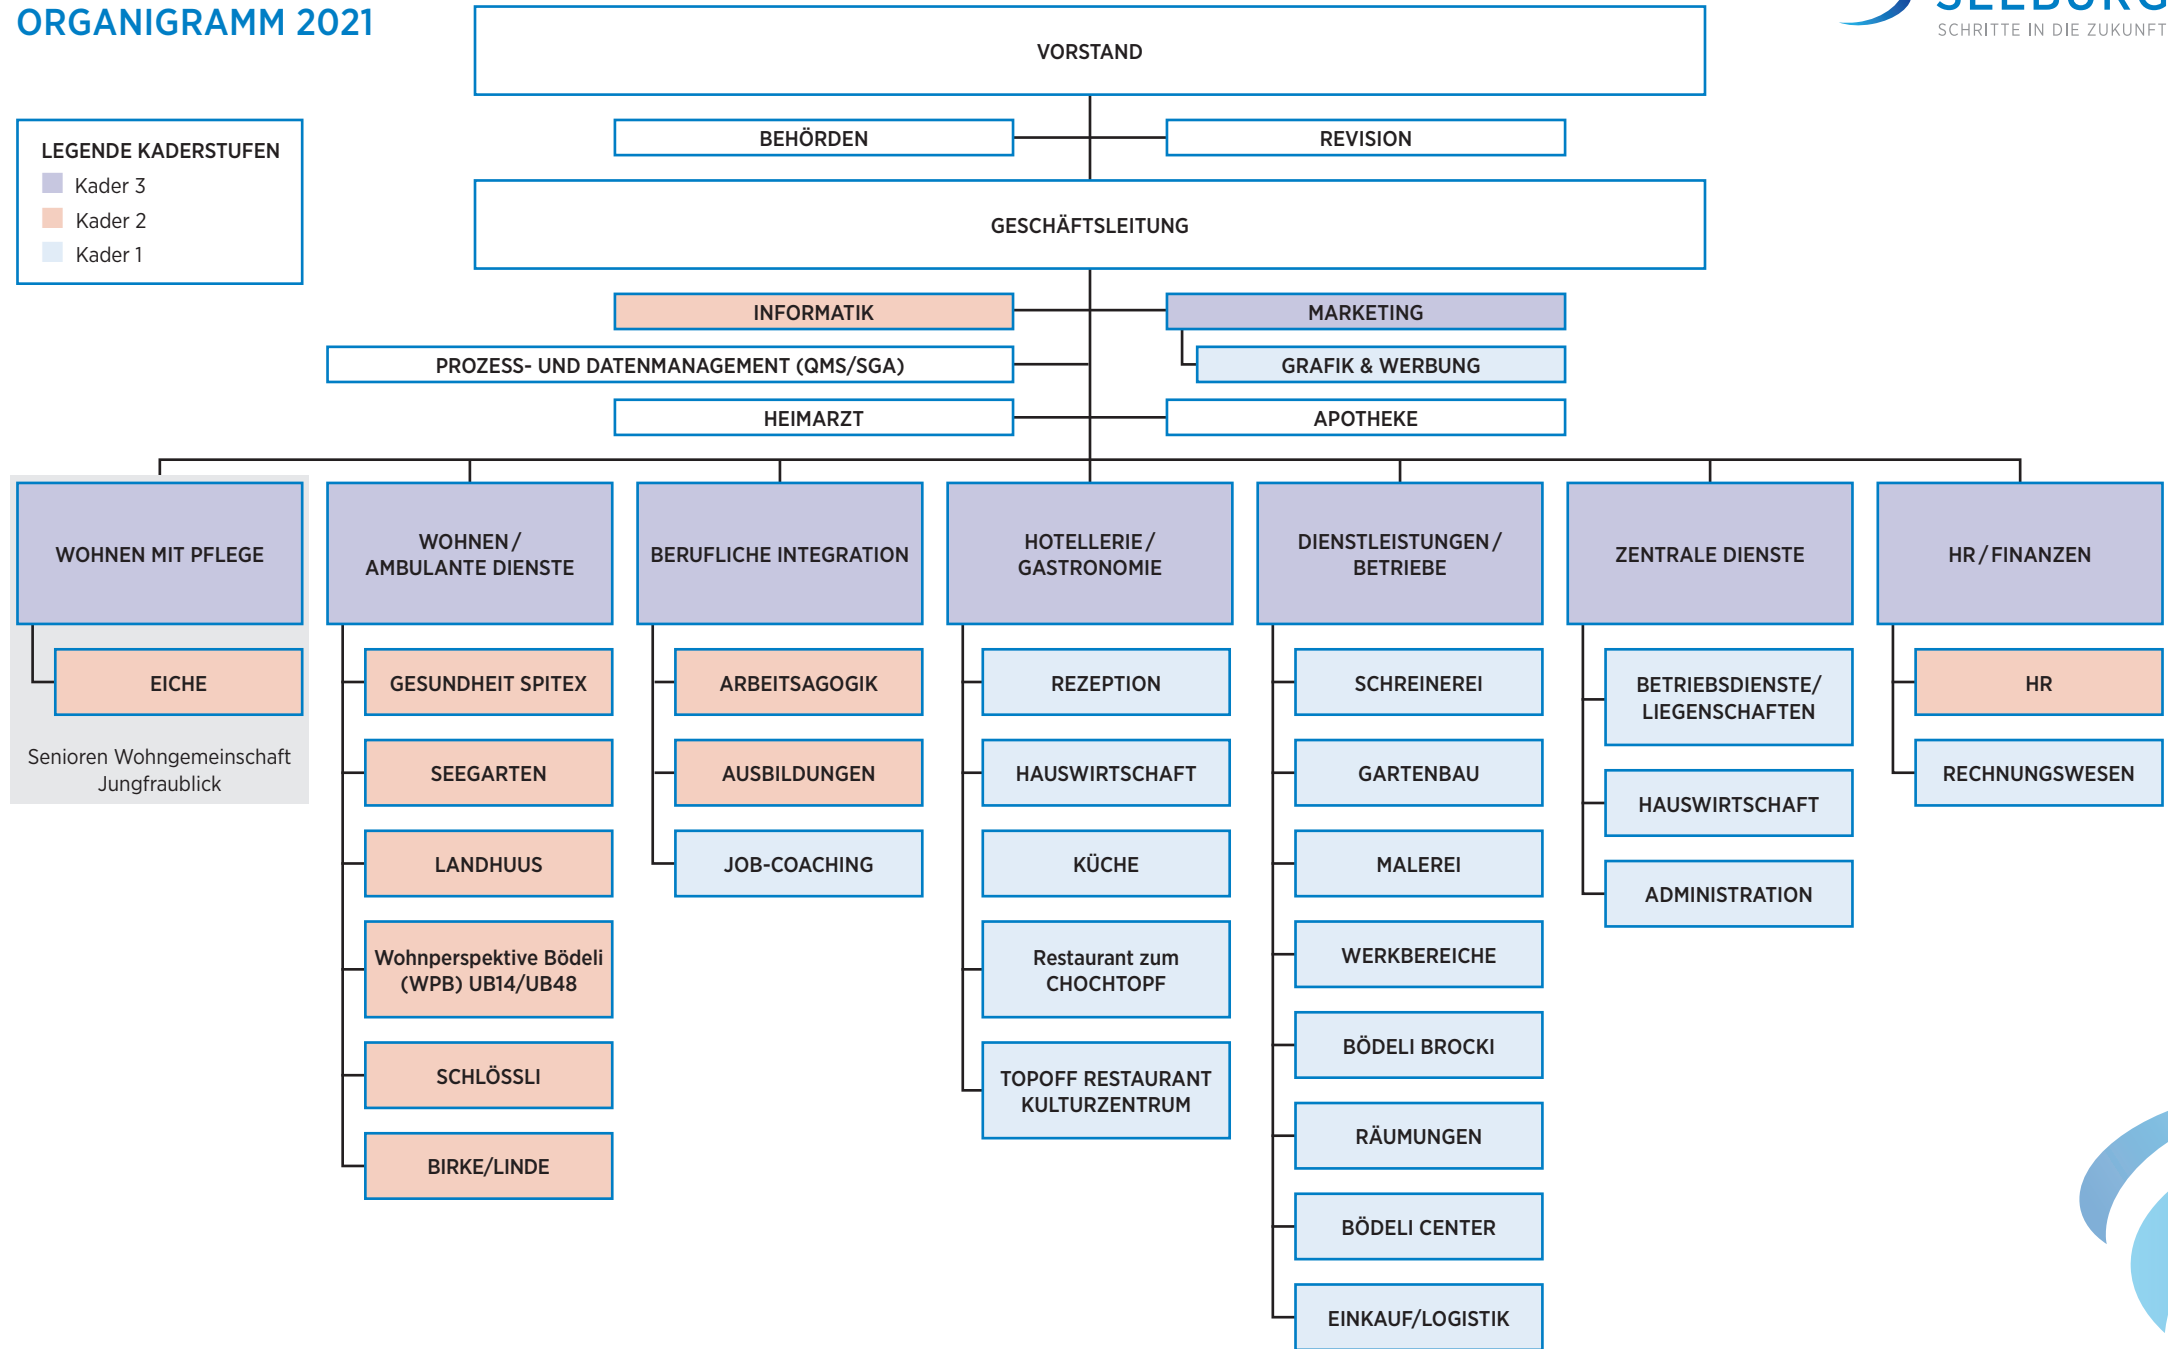 ORGANIGRAMM 2021
SEEBURG
SCHRITTE IN DIE ZUKUNFT
VORSTAND
BEHÖRDEN
REVISION
LEGENDE KADERSTUFEN
Kader 3
Kader 2
Kader 1
GESCHÄFTSLEITUNG
INFORMATIK
MARKETING
PROZESS- UND DATENMANAGEMENT (QMS/SGA)
GRAFIK & WERBUNG
HEIMARZT
APOTHEKE
WOHNEN MIT PFLEGE
EICHE
Senioren Wohngemeinschaft
Jungfraublick
WOHNEN/
AMBULANTE DIENSTE
GESUNDHEIT SPITEX
SEEGARTEN
LANDHUUS
Wohnperspektive Bödeli
(WPB) UB14/UB48
SCHLÖSSLI
BIRKE/LINDE
BERUFLICHE INTEGRATION
ARBEITSAGOGIK
AUSBILDUNGEN
JOB-COACHING
HOTELLERIE/
GASTRONOMIE
REZEPTION
HAUSWIRTSCHAFT
KÜCHE
Restaurant zum
CHOCHTOPF
TOPOFF RESTAURANT
KULTURZENTRUM
DIENSTLEISTUNGEN/
BETRIEBE
SCHREINEREI
GARTENBAU
MALEREI
WERKBEREICHE
BÖDELI BROCKI
RÄUMUNGEN
BÖDELI CENTER
EINKAUF/LOGISTIK
ZENTRALE DIENSTE
BETRIEBSDIENSTE/
LIEGENSCHAFTEN
HAUSWIRTSCHAFT
ADMINISTRATION
HR/FINANZEN
HR
RECHNUNGSWESEN